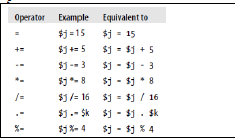 Operator Example Equivalent to
= $j = 15 $j = 15
+= $j += 5 $j = $j + 5
-= $j -= 3 $j = $j - 3
*= $j *= 8 $j = $j * 8
/= $j /= 16 $j = $j / 16
.= $j .= $k $j = $j . $k
%= $j %= 4 $j = $j % 4